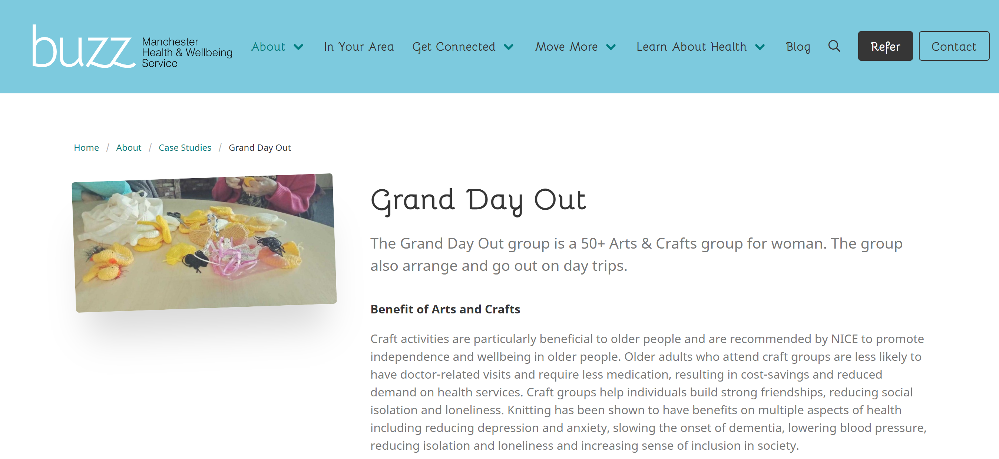 buzz Manchester
Health & Wellbeing
Service
About
In Your Area
Get Connected
Move More
Learn About Health
Blog
Refer
Contact
Home / About / Case Studies / Grand Day Out
Grand Day Out
The Grand Day Out group is a 50+ Arts & Crafts group for woman. The group
also arrange and go out on day trips.
Benefit of Arts and Crafts
Craft activities are particularly beneficial to older people and are recommended by NICE to promote
independence and wellbeing in older people. Older adults who attend craft groups are less likely to
have doctor-related visits and require less medication, resulting in cost-savings and reduced
demand on health services. Craft groups help individuals build strong friendships, reducing social
isolation and loneliness. Knitting has been shown to have benefits on multiple aspects of health
including reducing depression and anxiety, slowing the onset of dementia, lowering blood pressure,
reducing isolation and loneliness and increasing sense of inclusion in society.